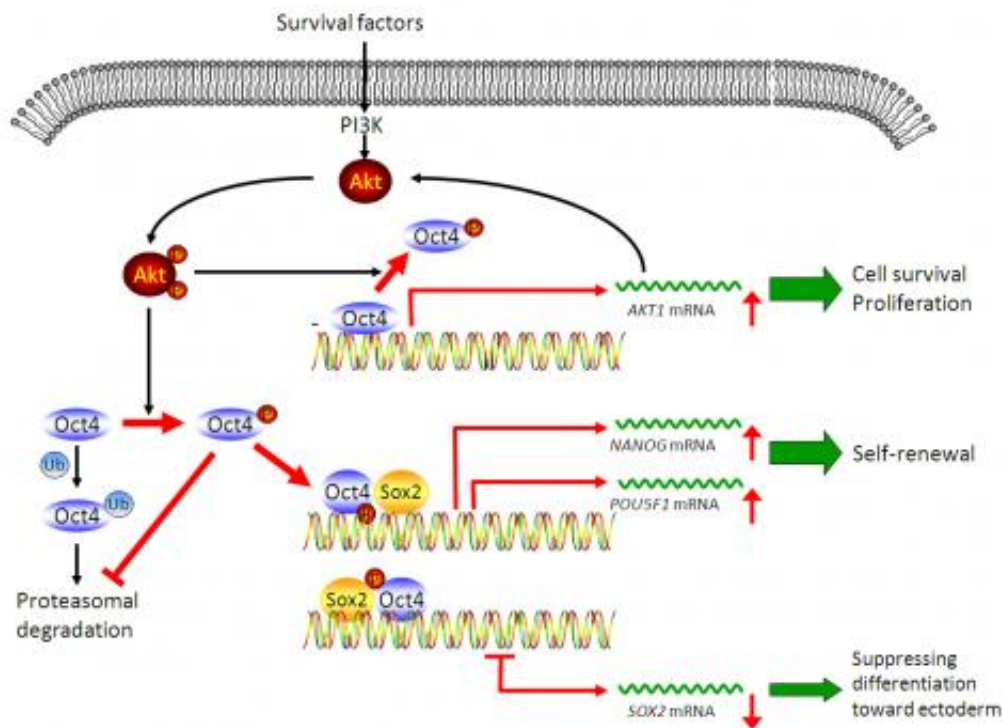 Survival factors
PI3K
Akt
Oct4
P
Akt
P
P
Oct4
AKT1 mRNA
Cell survival
Proliferation
Oct4
Oct4
P
NANOG mRNA
Self-renewal
Ub
Oct4
Sox2
P
Oct4
Ub
POU5F1 mRNA
P
Sox2
Oct4
Proteasomal
degradation
SOX2 mRNA
Suppressing
differentiation
toward ectoderm